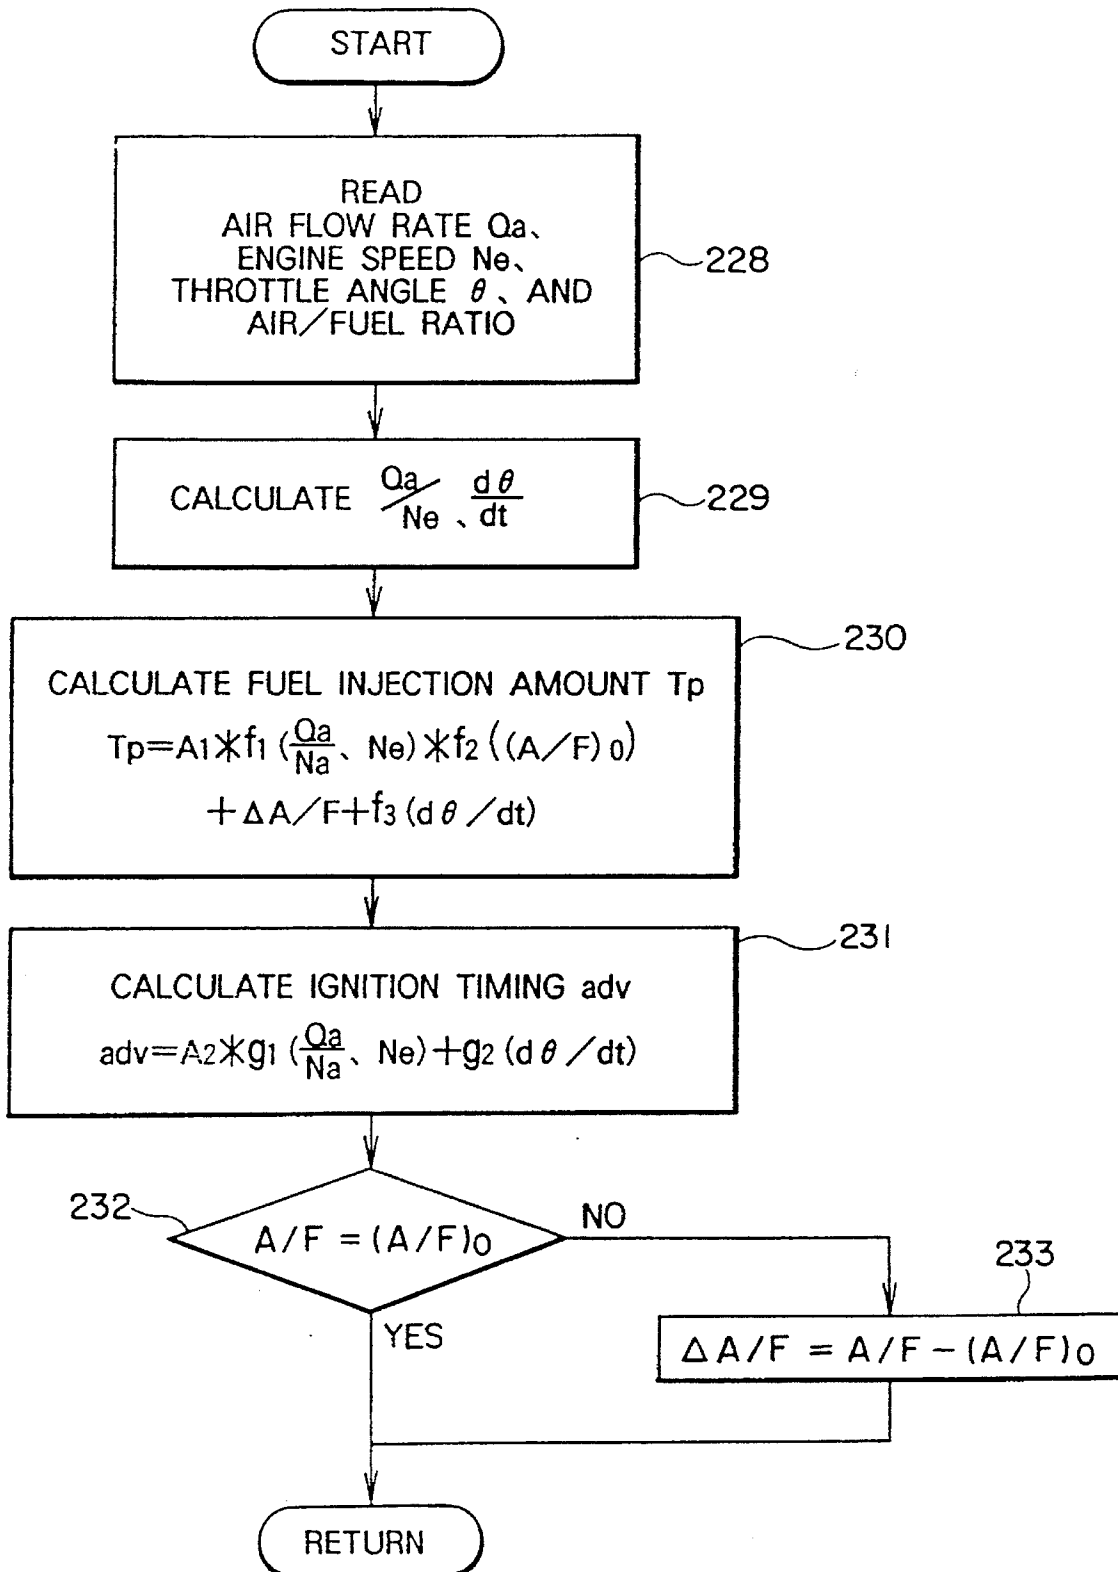 START
READ
AIR FLOW RATE Qa、
ENGINE SPEED Ne、
THROTTLE ANGLE θ、AND
AIR/FUEL RATIO
228
CALCULATE Qa/Ne、dθ/dt
229
230
CALCULATE FUEL INJECTION AMOUNT Tp
Tp=A1*f1(Qa/Na、Ne)*f2((A/F)0)
+ΔA/F+f3(dθ/dt)
231
CALCULATE IGNITION TIMING adv
adv=A2*g1(Qa/Na、Ne)+g2(dθ/dt)
232
A/F=(A/F)0
NO
YES
233
ΔA/F=A/F-(A/F)0
RETURN